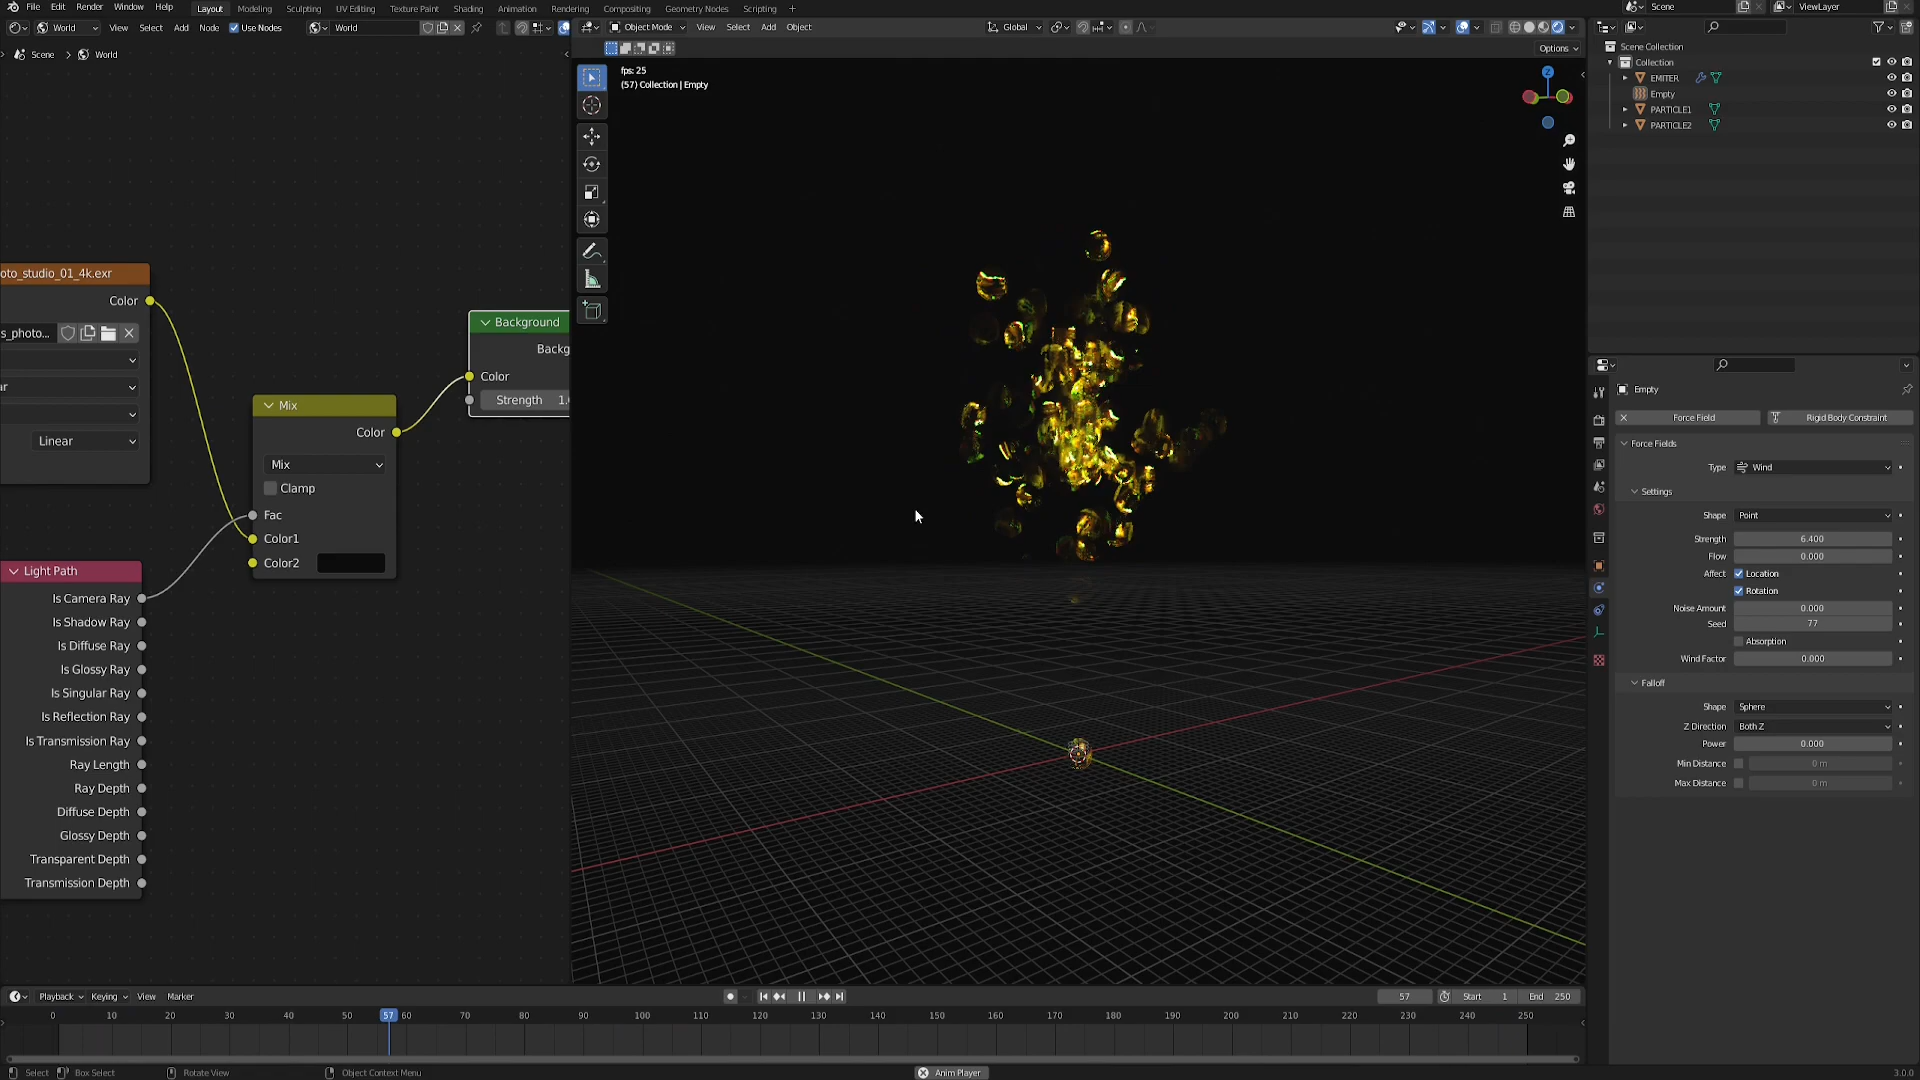 File Edit Render Window Help Layout Modeling Sculpting UV Editing Texture Paint Shading Animation Rendering Compositing Geometry Nodes Scripting + Scene ViewLayer
World View Select Add Node Use Nodes World
Object Mode View Select Add Object Global
Options
Scene > World
fps: 25
(57) Collection | Empty
oto_studio_01_4k.exr
Color
s_photo...
ar
Linear
Mix
Color
Mix
Clamp
Fac
Color1
Color2
Background
Backg
Color
Strength 1.
Light Path
Is Camera Ray
Is Shadow Ray
Is Diffuse Ray
Is Glossy Ray
Is Singular Ray
Is Reflection Ray
Is Transmission Ray
Ray Length
Ray Depth
Diffuse Depth
Glossy Depth
Transparent Depth
Transmission Depth
Z
Scene Collection
Collection
EMITER
Empty
PARTICLE1
PARTICLE2
Empty
Force Field Rigid Body Constraint
Force Fields
Type Wind
Settings
Shape Point
Strength 6.400
Flow 0.000
Affect Location
Rotation
Noise Amount 0.000
Seed 77
Absorption
Wind Factor 0.000
Falloff
Shape Sphere
Z Direction Both Z
Power 0.000
Min Distance 0 m
Max Distance 0 m
Playback Keying View Marker 57 Start 1 End 250
0 10 20 30 40 50 57 60 70 80 90 100 110 120 130 140 150 160 170 180 190 200 210 220 230 240 250
Select Box Select Rotate View Object Context Menu Anim Player 3.0.0